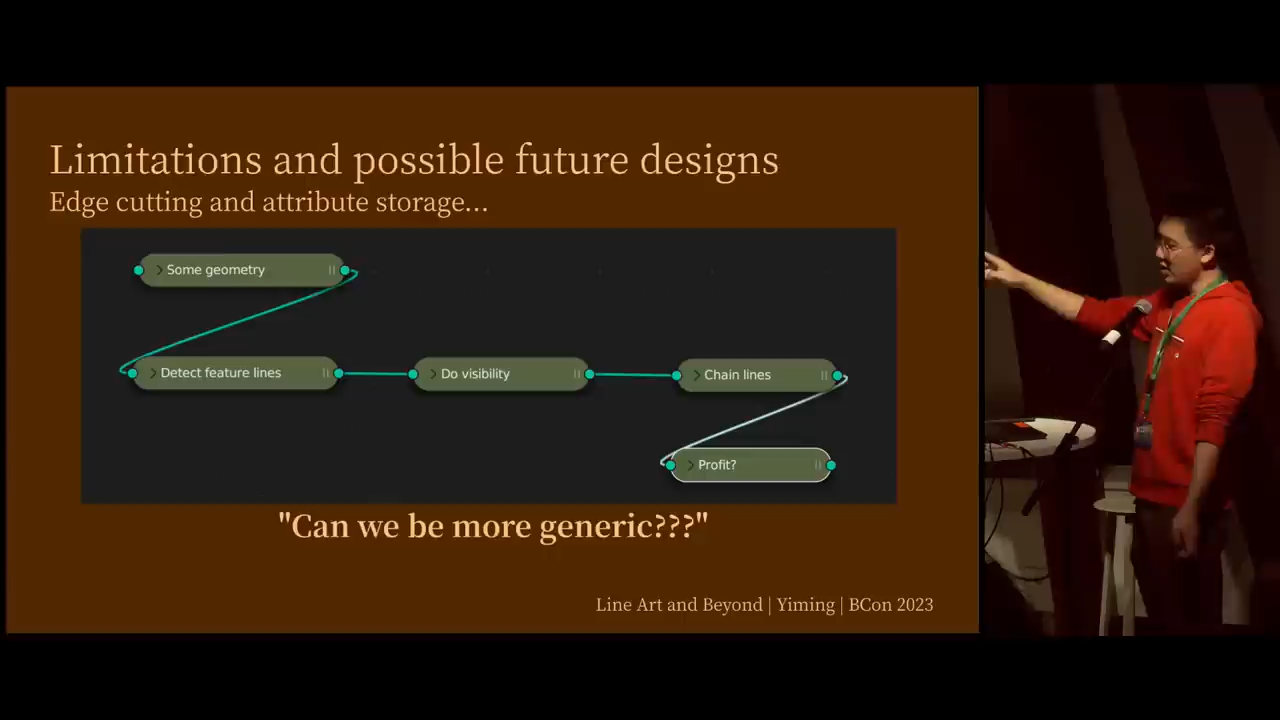 Limitations and possible future designs
Edge cutting and attribute storage...
Some geometry
Detect feature lines
Do visibility
Chain lines
Profit?
"Can we be more generic???"
Line Art and Beyond | Yiming | BCon 2023